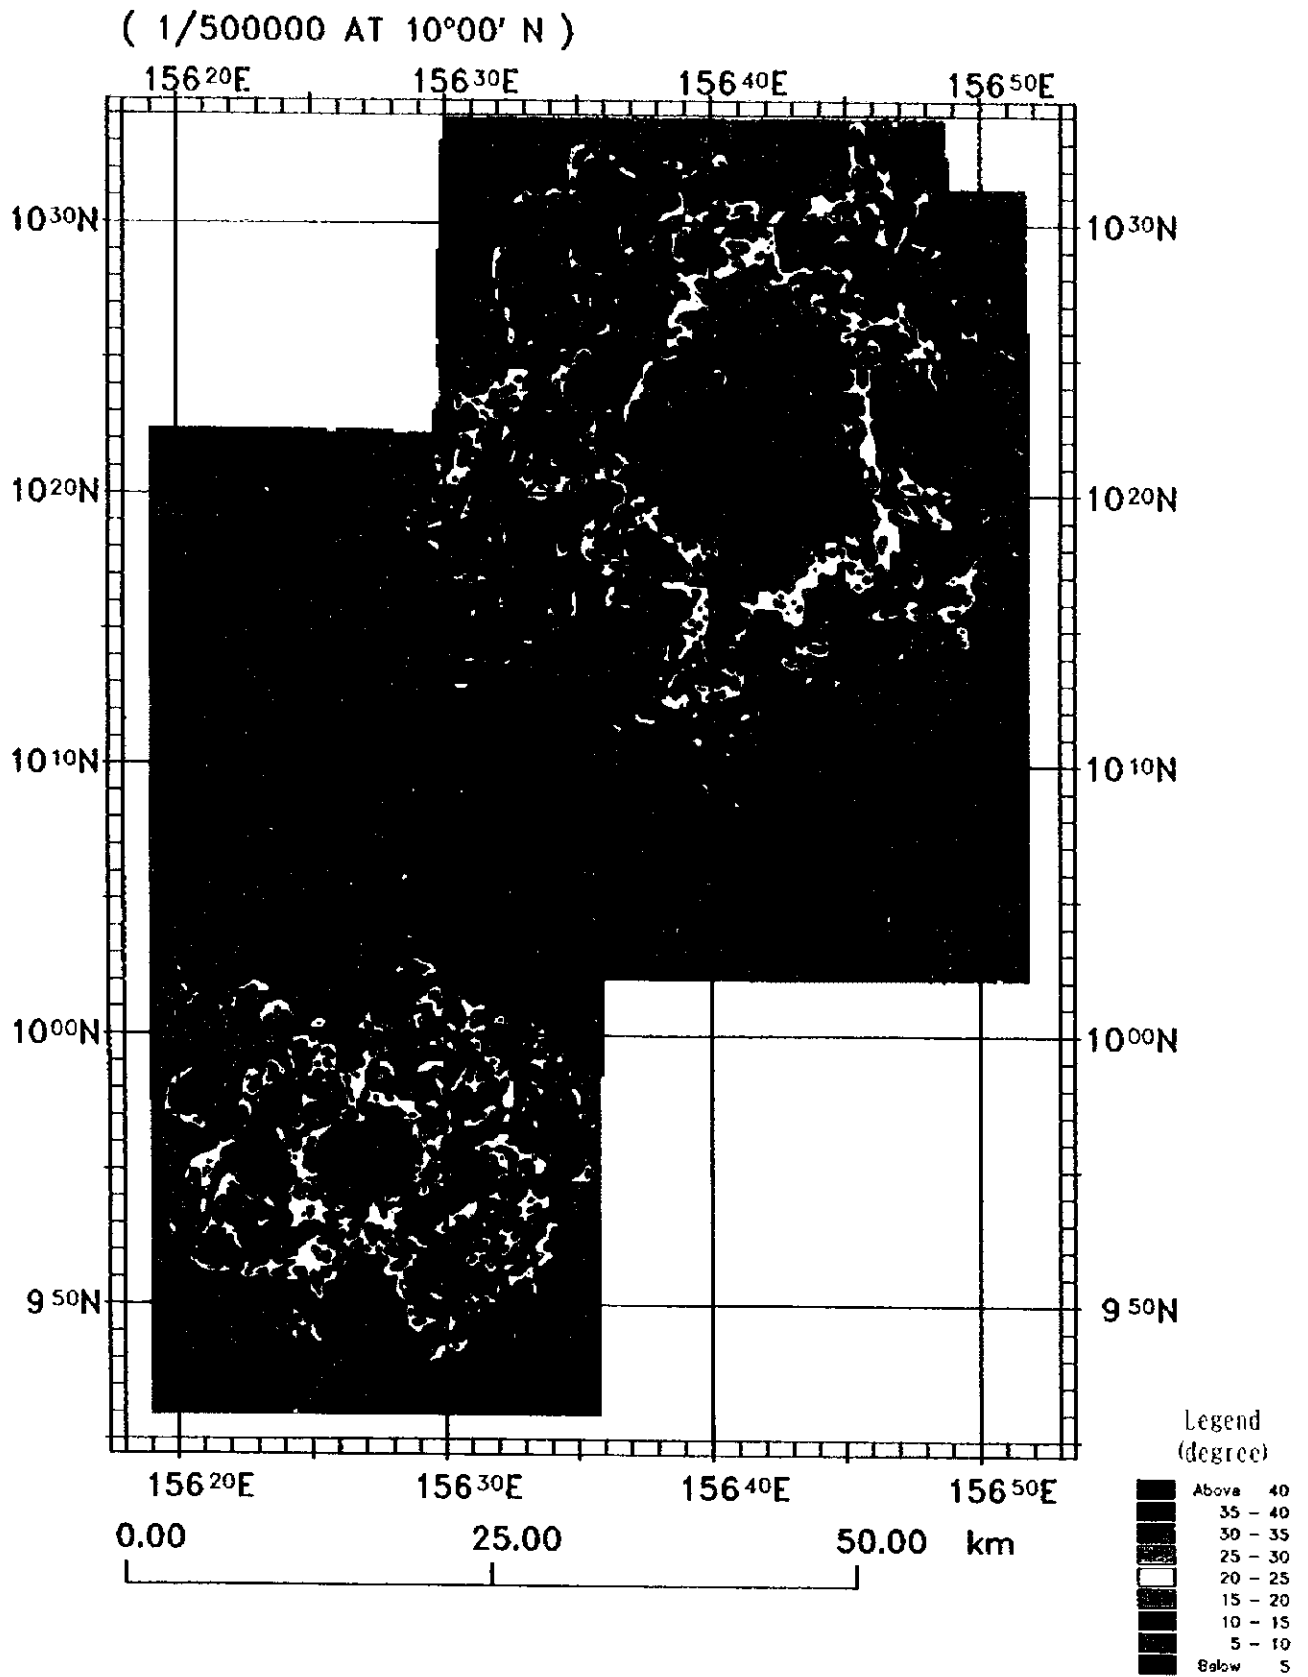 ( 1/500000 AT 10°00' N )
156 20E 156 30E 156 40E 156 50E
10 30N 10 30N
10 20N 10 20N
10 10N 10 10N
10 00N 10 00N
9 50N 9 50N
156 20E 156 30E 156 40E 156 50E
0.00 25.00 50.00 km
Legend
(degree)
Above 40
35 - 40
30 - 35
25 - 30
20 - 25
15 - 20
10 - 15
5 - 10
Below 5